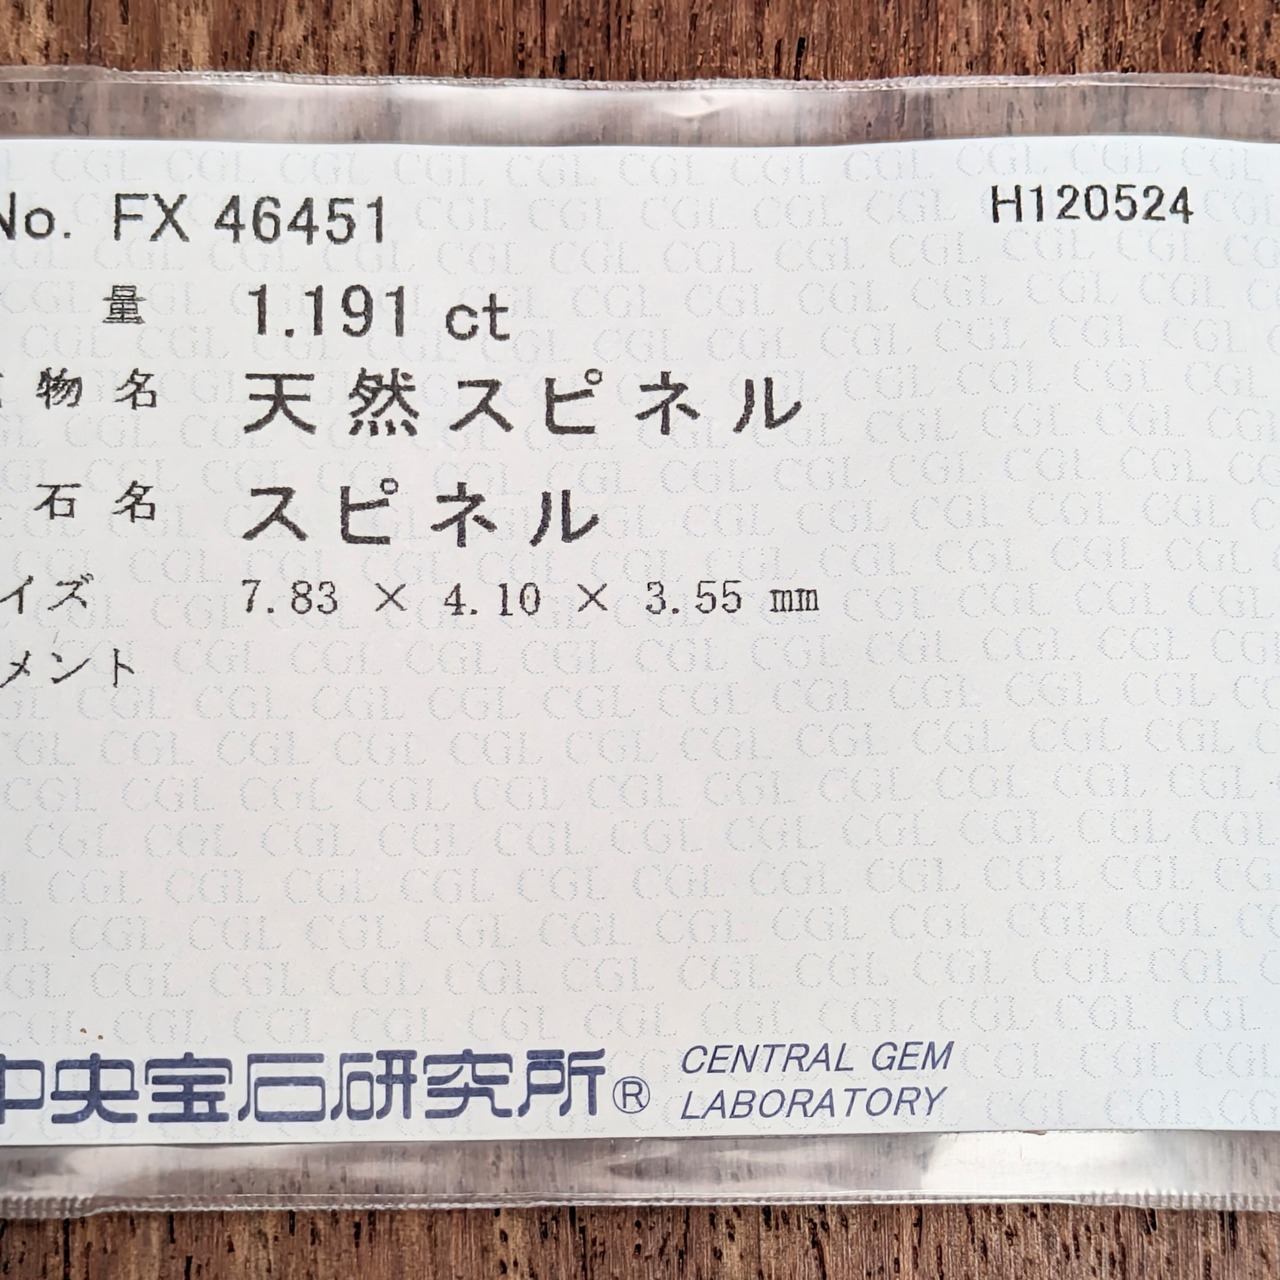 No. FX 46451 H120524
量 1.191 ct
物名 天然スピネル
石名 スピネル
イズ 7.83 × 4.10 × 3.55 mm
メント
中央宝石研究所® CENTRAL GEM
LABORATORY